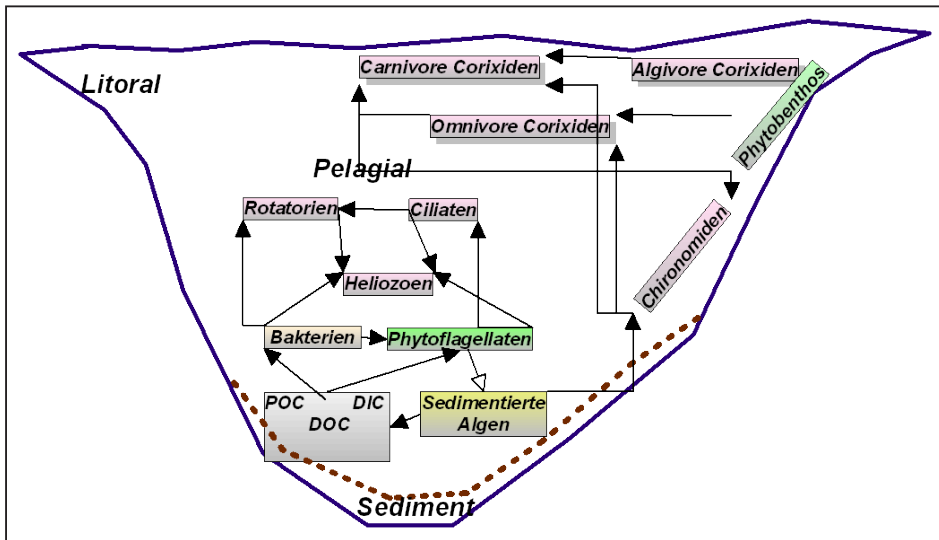 Litoral
Carnivore Corixiden
Algivore Corixiden
Phytobenthos
Omnivore Corixiden
Pelagial
Rotatorien
Ciliaten
Chironomiden
Heliozoen
Bakterien
Phytoflagellaten
POC DIC
DOC
Sedimentierte
Algen
Sediment